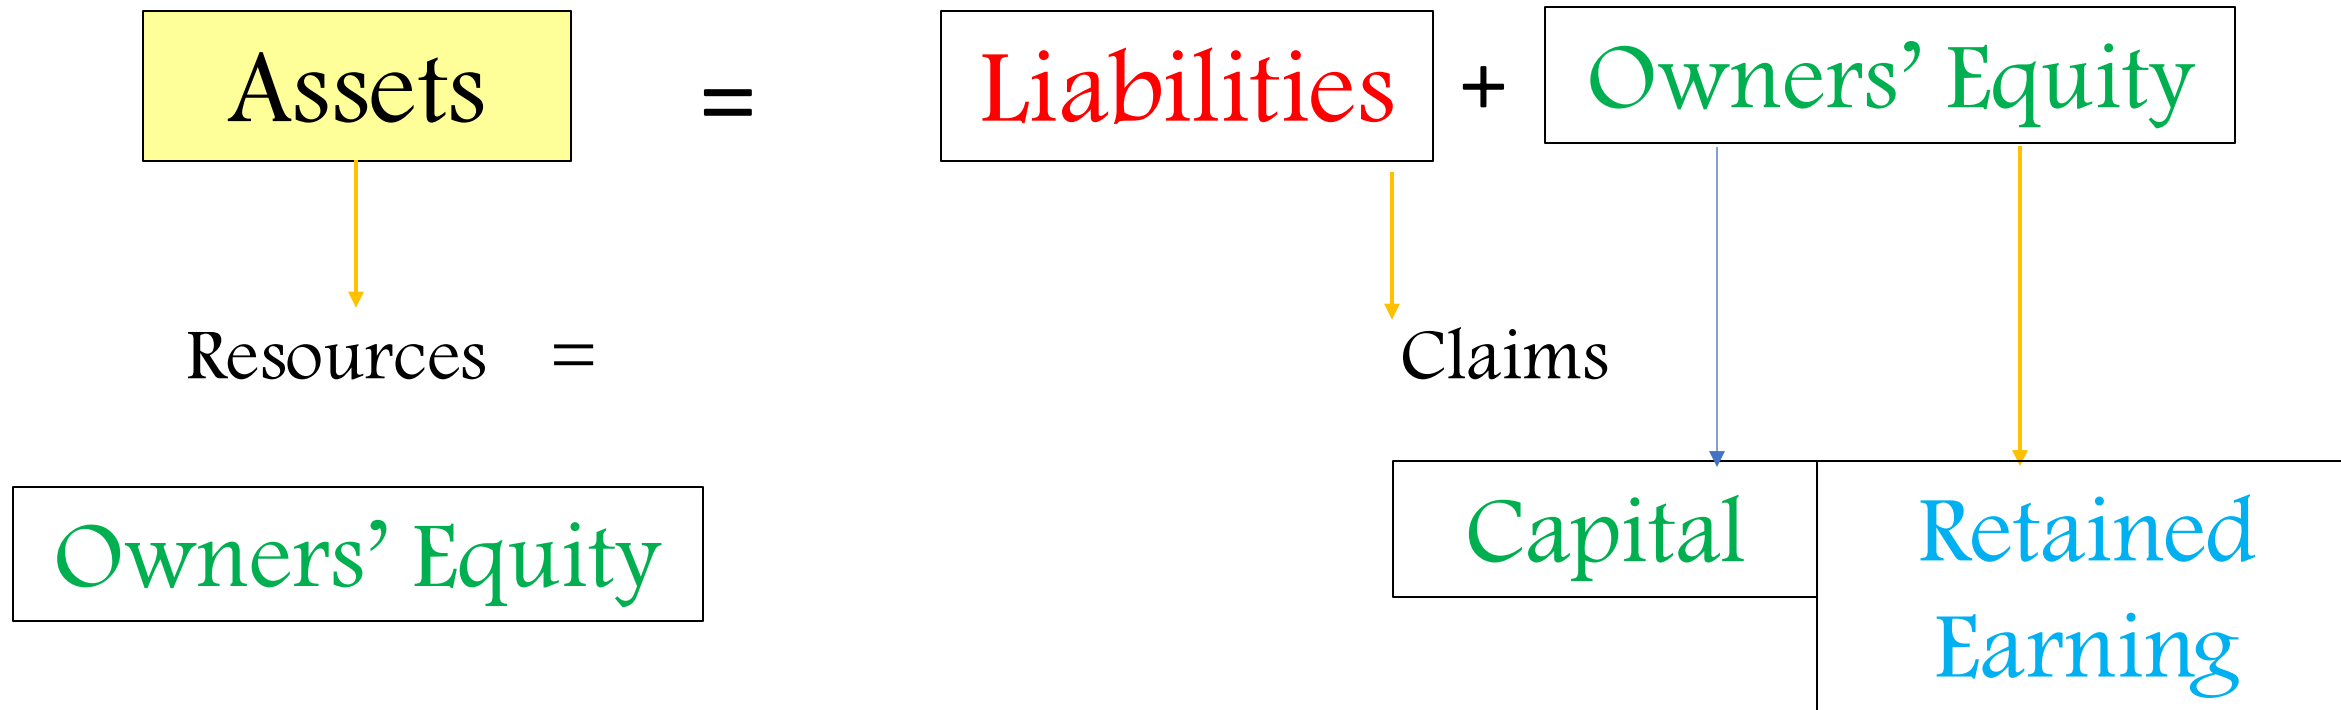 Assets = Liabilities + Owners’ Equity
Resources = Claims
Owners’ Equity
Capital
Retained
Earning